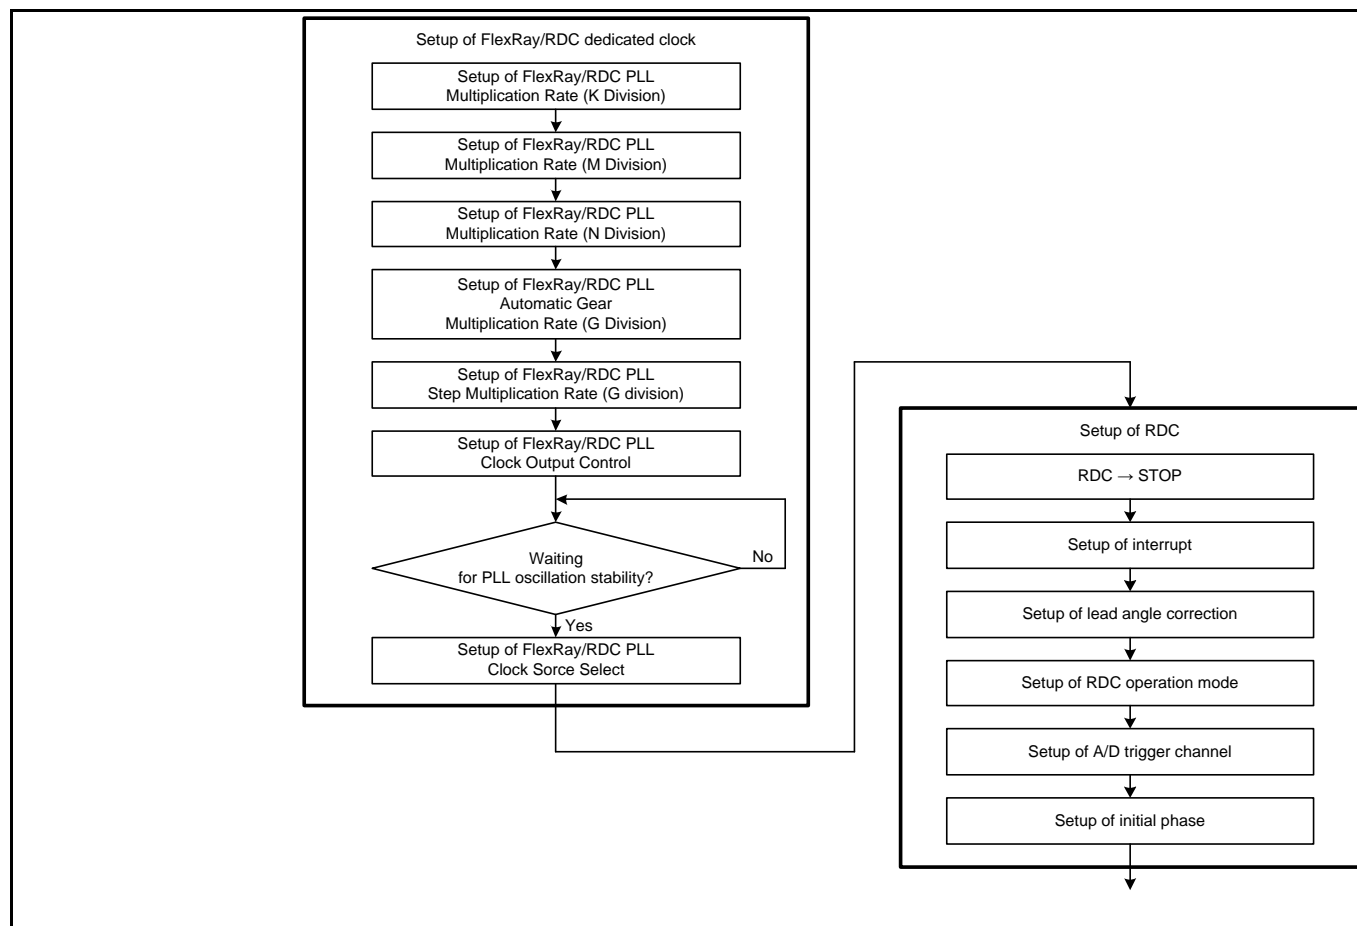 Setup of FlexRay/RDC dedicated clock
Setup of FlexRay/RDC PLL
Multiplication Rate (K Division)
Setup of FlexRay/RDC PLL
Multiplication Rate (M Division)
Setup of FlexRay/RDC PLL
Multiplication Rate (N Division)
Setup of FlexRay/RDC PLL
Automatic Gear
Multiplication Rate (G Division)
Setup of FlexRay/RDC PLL
Step Multiplication Rate (G division)
Setup of FlexRay/RDC PLL
Clock Output Control
Waiting
for PLL oscillation stability?
No
Yes
Setup of FlexRay/RDC PLL
Clock Sorce Select
Setup of RDC
RDC → STOP
Setup of interrupt
Setup of lead angle correction
Setup of RDC operation mode
Setup of A/D trigger channel
Setup of initial phase